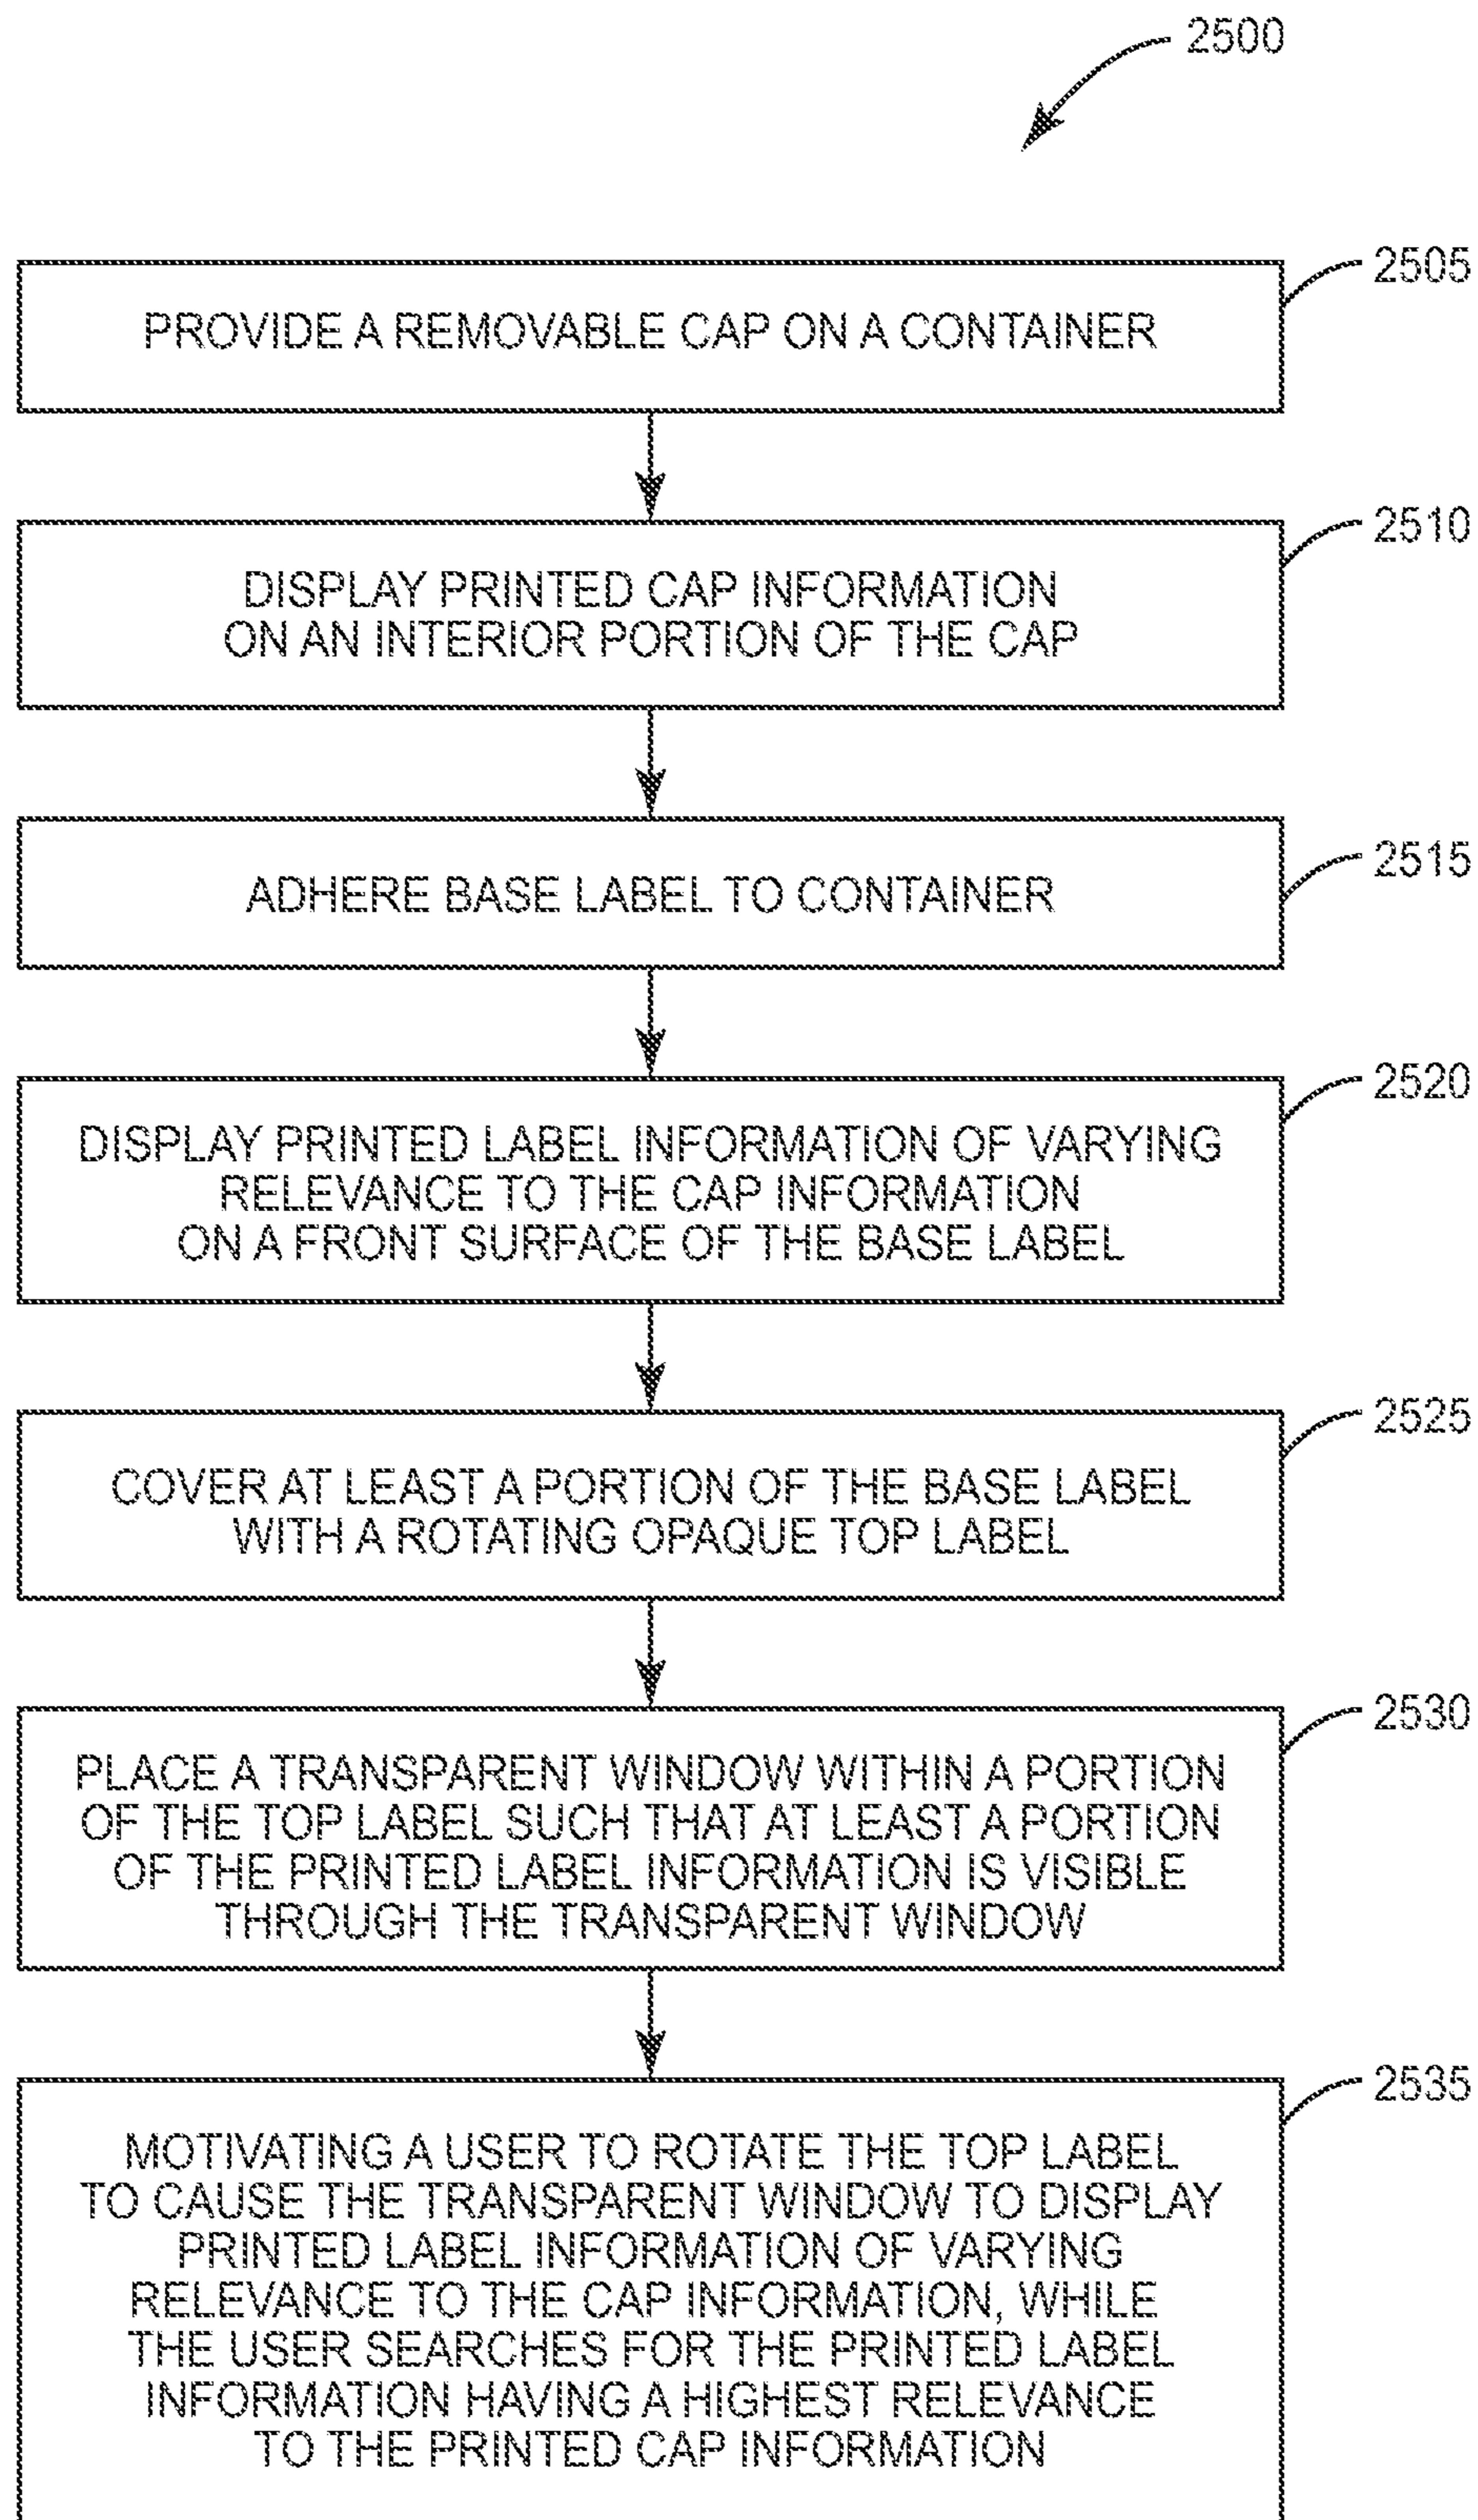 2500
2505
PROVIDE A REMOVABLE CAP ON A CONTAINER
2510
DISPLAY PRINTED CAP INFORMATION
ON AN INTERIOR PORTION OF THE CAP
2515
ADHERE BASE LABEL TO CONTAINER
2520
DISPLAY PRINTED LABEL INFORMATION OF VARYING
RELEVANCE TO THE CAP INFORMATION
ON A FRONT SURFACE OF THE BASE LABEL
2525
COVER AT LEAST A PORTION OF THE BASE LABEL
WITH A ROTATING OPAQUE TOP LABEL
2530
PLACE A TRANSPARENT WINDOW WITHIN A PORTION
OF THE TOP LABEL SUCH THAT AT LEAST A PORTION
OF THE PRINTED LABEL INFORMATION IS VISIBLE
THROUGH THE TRANSPARENT WINDOW
2535
MOTIVATING A USER TO ROTATE THE TOP LABEL
TO CAUSE THE TRANSPARENT WINDOW TO DISPLAY
PRINTED LABEL INFORMATION OF VARYING
RELEVANCE TO THE CAP INFORMATION, WHILE
THE USER SEARCHES FOR THE PRINTED LABEL
INFORMATION HAVING A HIGHEST RELEVANCE
TO THE PRINTED CAP INFORMATION